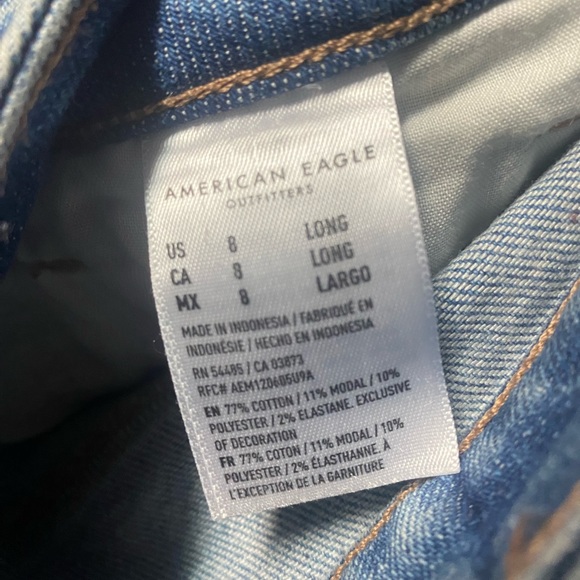 AMERICAN EAGLE
OUTFITTERS
US 8 LONG
CA 8 LONG
MX 8 LARGO
MADE IN INDONESIA / FABRIQUÉ EN
INDONÉSIE / HECHO EN INDONESIA
RN 54485 / CA 03873
RFC# AEM120605U9A
EN 77% COTTON / 11% MODAL / 10%
POLYESTER / 2% ELASTANE. EXCLUSIVE
OF DECORATION
FR 77% COTON / 11% MODAL / 10%
POLYESTER / 2% ÉLASTHANNE. À
L'EXCEPTION DE LA GARNITURE